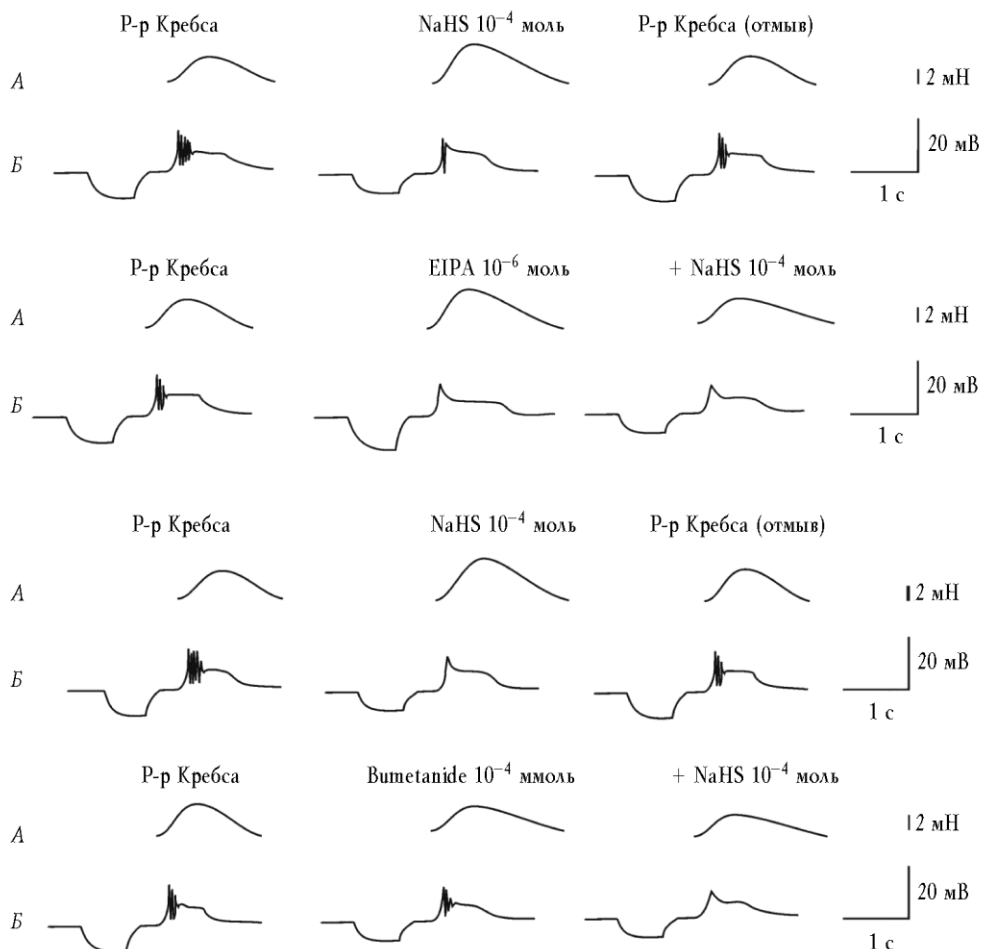 Р-р Кребса NaHS 10⁻⁴ моль Р-р Кребса (отмыв)
А 2 мН
Б 20 мВ
1 с
Р-р Кребса EIPA 10⁻⁶ моль + NaHS 10⁻⁴ моль
А 2 мН
Б 20 мВ
1 с
Р-р Кребса NaHS 10⁻⁴ моль Р-р Кребса (отмыв)
А 2 мН
Б 20 мВ
1 с
Р-р Кребса Bumetanide 10⁻⁴ ммоль + NaHS 10⁻⁴ моль
А 2 мН
Б 20 мВ
1 с